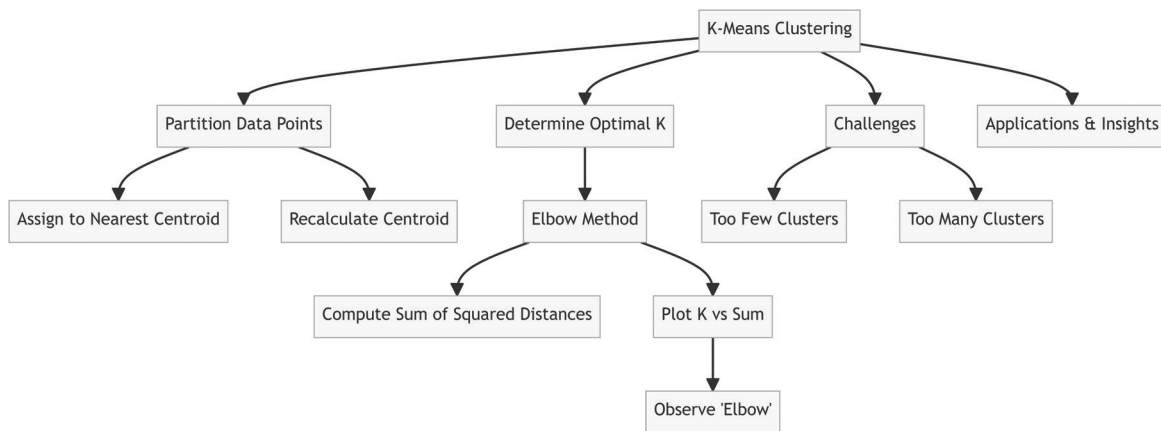 K-Means Clustering
Partition Data Points
Determine Optimal K
Challenges
Applications & Insights
Assign to Nearest Centroid
Recalculate Centroid
Elbow Method
Too Few Clusters
Too Many Clusters
Compute Sum of Squared Distances
Plot K vs Sum
Observe 'Elbow'